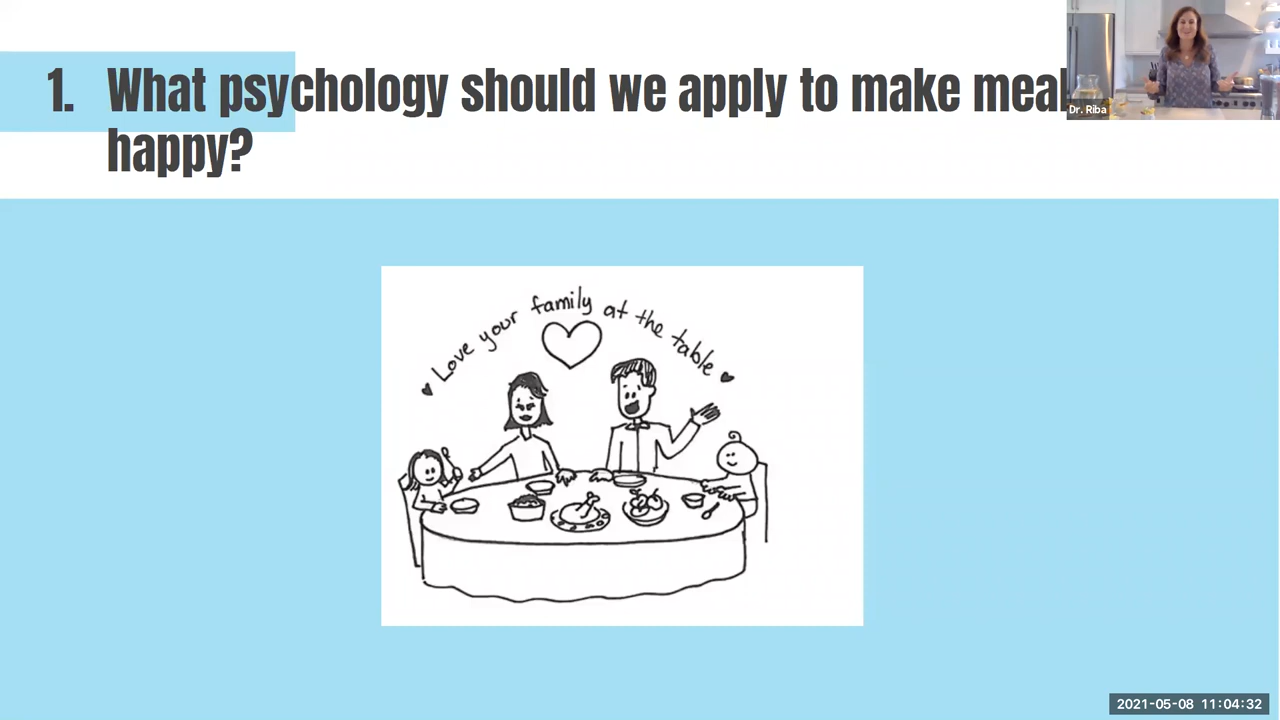 1. What psychology should we apply to make meal
happy?
Dr. Riba
Love your family at the table
2021-05-08 11:04:32